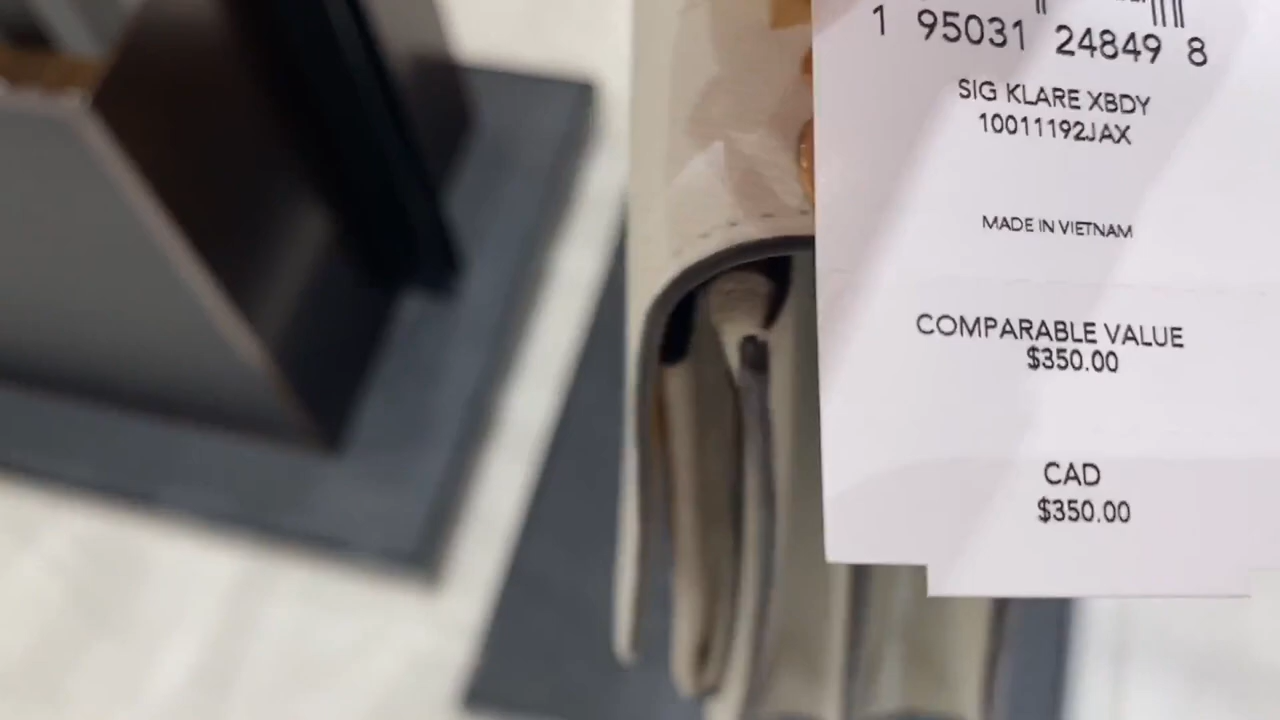 1 95031 24849 8
SIG KLARE XBDY
10011192JAX
MADE IN VIETNAM
COMPARABLE VALUE
$350.00
CAD
$350.00